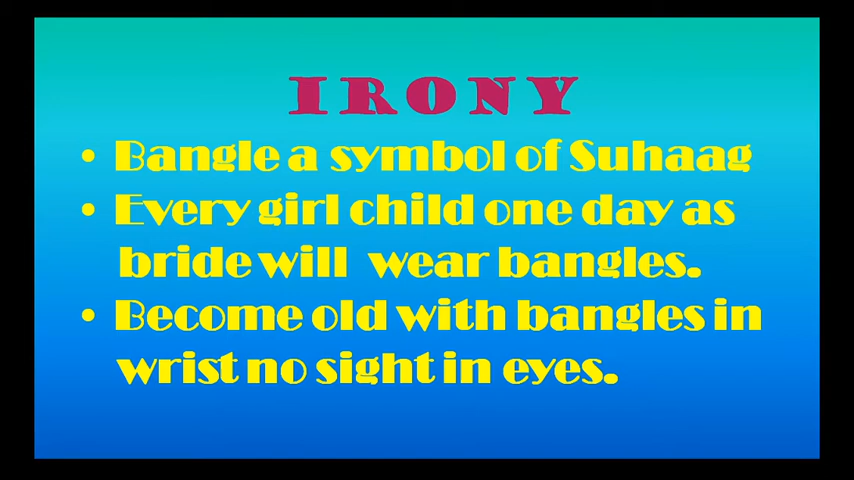 IRONY
• Bangle a symbol of Suhaag
• Every girl child one day as
bride will wear bangles.
• Become old with bangles in
wrist no sight in eyes.